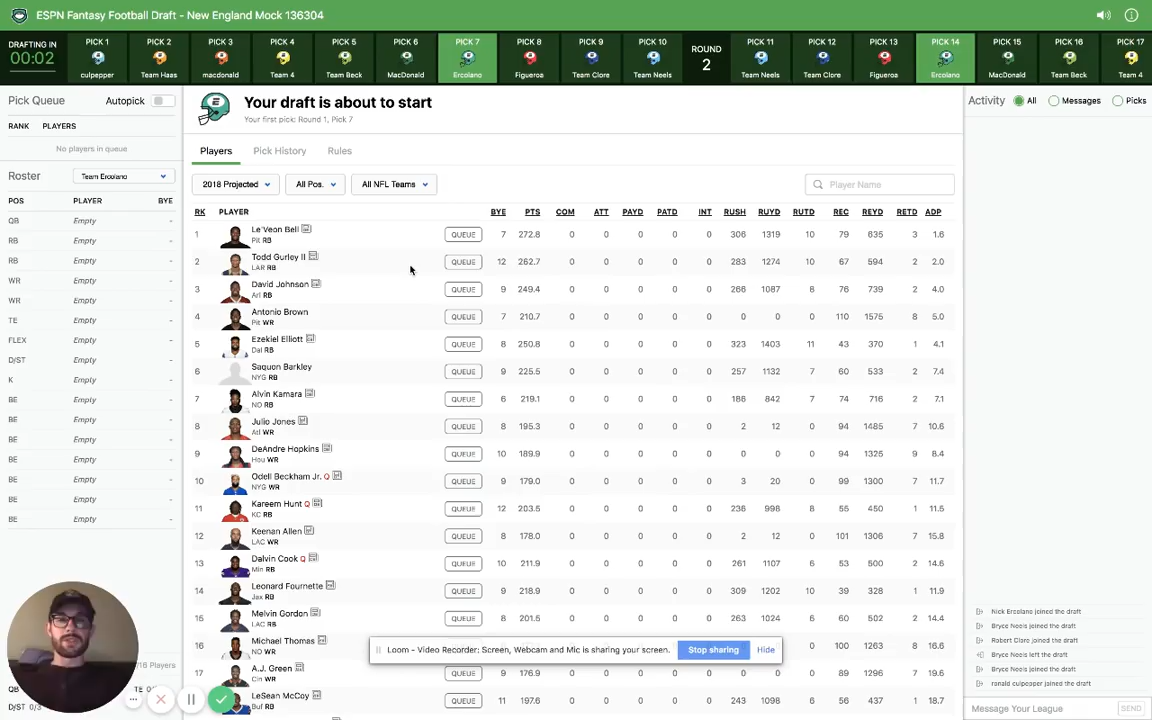 ESPN Fantasy Football Draft - New England Mock 136304
DRAFTING IN
00:02
PICK 1
culpepper
PICK 2
Team Haas
PICK 3
macdonald
PICK 4
Team 4
PICK 5
Team Beck
PICK 6
MacDonald
PICK 7
Ercolano
PICK 8
Figueroa
PICK 9
Team Clore
PICK 10
Team Neels
ROUND
2
PICK 11
Team Neels
PICK 12
Team Clore
PICK 13
Figueroa
PICK 14
Ercolano
PICK 15
MacDonald
PICK 16
Team Beck
PICK 17
Team 4
Pick Queue
Autopick
RANK PLAYERS
No players in queue
Roster
Team Ercolano
POS PLAYER BYE
QB Empty -
RB Empty -
RB Empty -
WR Empty -
WR Empty -
TE Empty -
FLEX Empty -
D/ST Empty -
K Empty -
BE Empty -
BE Empty -
BE Empty -
BE Empty -
BE Empty -
BE Empty -
BE Empty -
/16 Players
QB
TE 0/
D/ST 0/3
Your draft is about to start
Your first pick: Round 1, Pick 7
Players Pick History Rules
2018 Projected All Pos. All NFL Teams Player Name
RK PLAYER BYE PTS COM ATT PAYD PATD INT RUSH RUYD RUTD REC REYD RETD ADP
1 Le'Veon Bell Pit RB QUEUE 7 272.8 0 0 0 0 0 306 1319 10 79 635 3 1.6
2 Todd Gurley II LAR RB QUEUE 12 262.7 0 0 0 0 0 283 1274 10 66 594 2 2.0
3 David Johnson Ari RB QUEUE 9 249.4 0 0 0 0 0 266 1087 8 76 739 2 4.0
4 Antonio Brown Pit WR QUEUE 7 210.7 0 0 0 0 0 0 0 0 110 1575 8 5.0
5 Ezekiel Elliott Dal RB QUEUE 8 250.8 0 0 0 0 0 323 1403 11 43 370 1 4.1
6 Saquon Barkley NYG RB QUEUE 9 225.5 0 0 0 0 0 257 1132 7 60 533 2 7.4
7 Alvin Kamara NO RB QUEUE 6 219.1 0 0 0 0 0 186 842 7 74 716 2 7.1
8 Julio Jones Atl WR QUEUE 8 195.3 0 0 0 0 0 2 12 0 94 1485 7 10.6
9 DeAndre Hopkins Hou WR QUEUE 10 189.9 0 0 0 0 0 0 0 0 94 1325 9 8.4
10 Odell Beckham Jr. Q NYG WR QUEUE 9 179.0 0 0 0 0 0 3 20 0 99 1300 7 11.7
11 Kareem Hunt Q KC RB QUEUE 12 203.5 0 0 0 0 0 236 998 8 55 450 1 11.5
12 Keenan Allen LAC WR QUEUE 8 178.0 0 0 0 0 0 2 12 0 101 1306 7 15.8
13 Dalvin Cook Q Min RB QUEUE 10 211.9 0 0 0 0 0 261 1107 6 53 500 2 14.6
14 Leonard Fournette Jax RB QUEUE 9 218.9 0 0 0 0 0 309 1202 10 39 328 1 11.9
15 Melvin Gordon LAC RB QUEUE 8 201.5 0 0 0 0 0 243 1002 8 60 502 2 14.4
16 Michael Thomas NO WR 0 100 1263 6 16.6
17 A.J. Green Cin WR QUEUE 9 176.9 0 0 0 0 0 0 0 0 89 1296 7 19.6
LeSean McCoy Buf RB QUEUE 11 197.6 0 0 0 0 0 243 1098 6 56 437 1 18.7
Loom - Video Recorder: Screen, Webcam and Mic is sharing your screen. Stop sharing Hide
Activity All Messages Picks
Nick Ercolano joined the draft
Bryce Neels joined the draft
Robert Clore joined the draft
Bryce Neels left the draft
Bryce Neels joined the draft
ronald culpepper joined the draft
Message Your League SEND